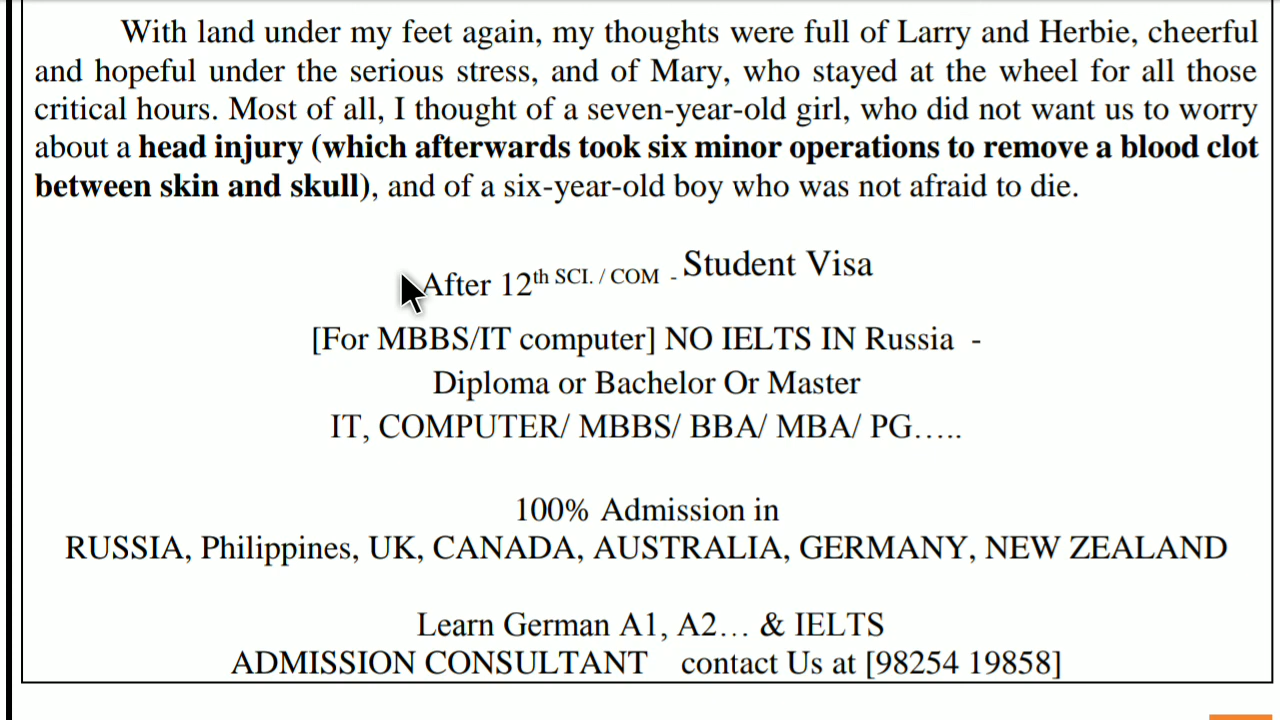 With land under my feet again, my thoughts were full of Larry and Herbie, cheerful
and hopeful under the serious stress, and of Mary, who stayed at the wheel for all those
critical hours. Most of all, I thought of a seven-year-old girl, who did not want us to worry
about a head injury (which afterwards took six minor operations to remove a blood clot
between skin and skull), and of a six-year-old boy who was not afraid to die.
After 12th SCI. / COM - Student Visa
[For MBBS/IT computer] NO IELTS IN Russia -
Diploma or Bachelor Or Master
IT, COMPUTER/ MBBS/ BBA/ MBA/ PG…..
100% Admission in
RUSSIA, Philippines, UK, CANADA, AUSTRALIA, GERMANY, NEW ZEALAND
Learn German A1, A2… & IELTS
ADMISSION CONSULTANT contact Us at [98254 19858]